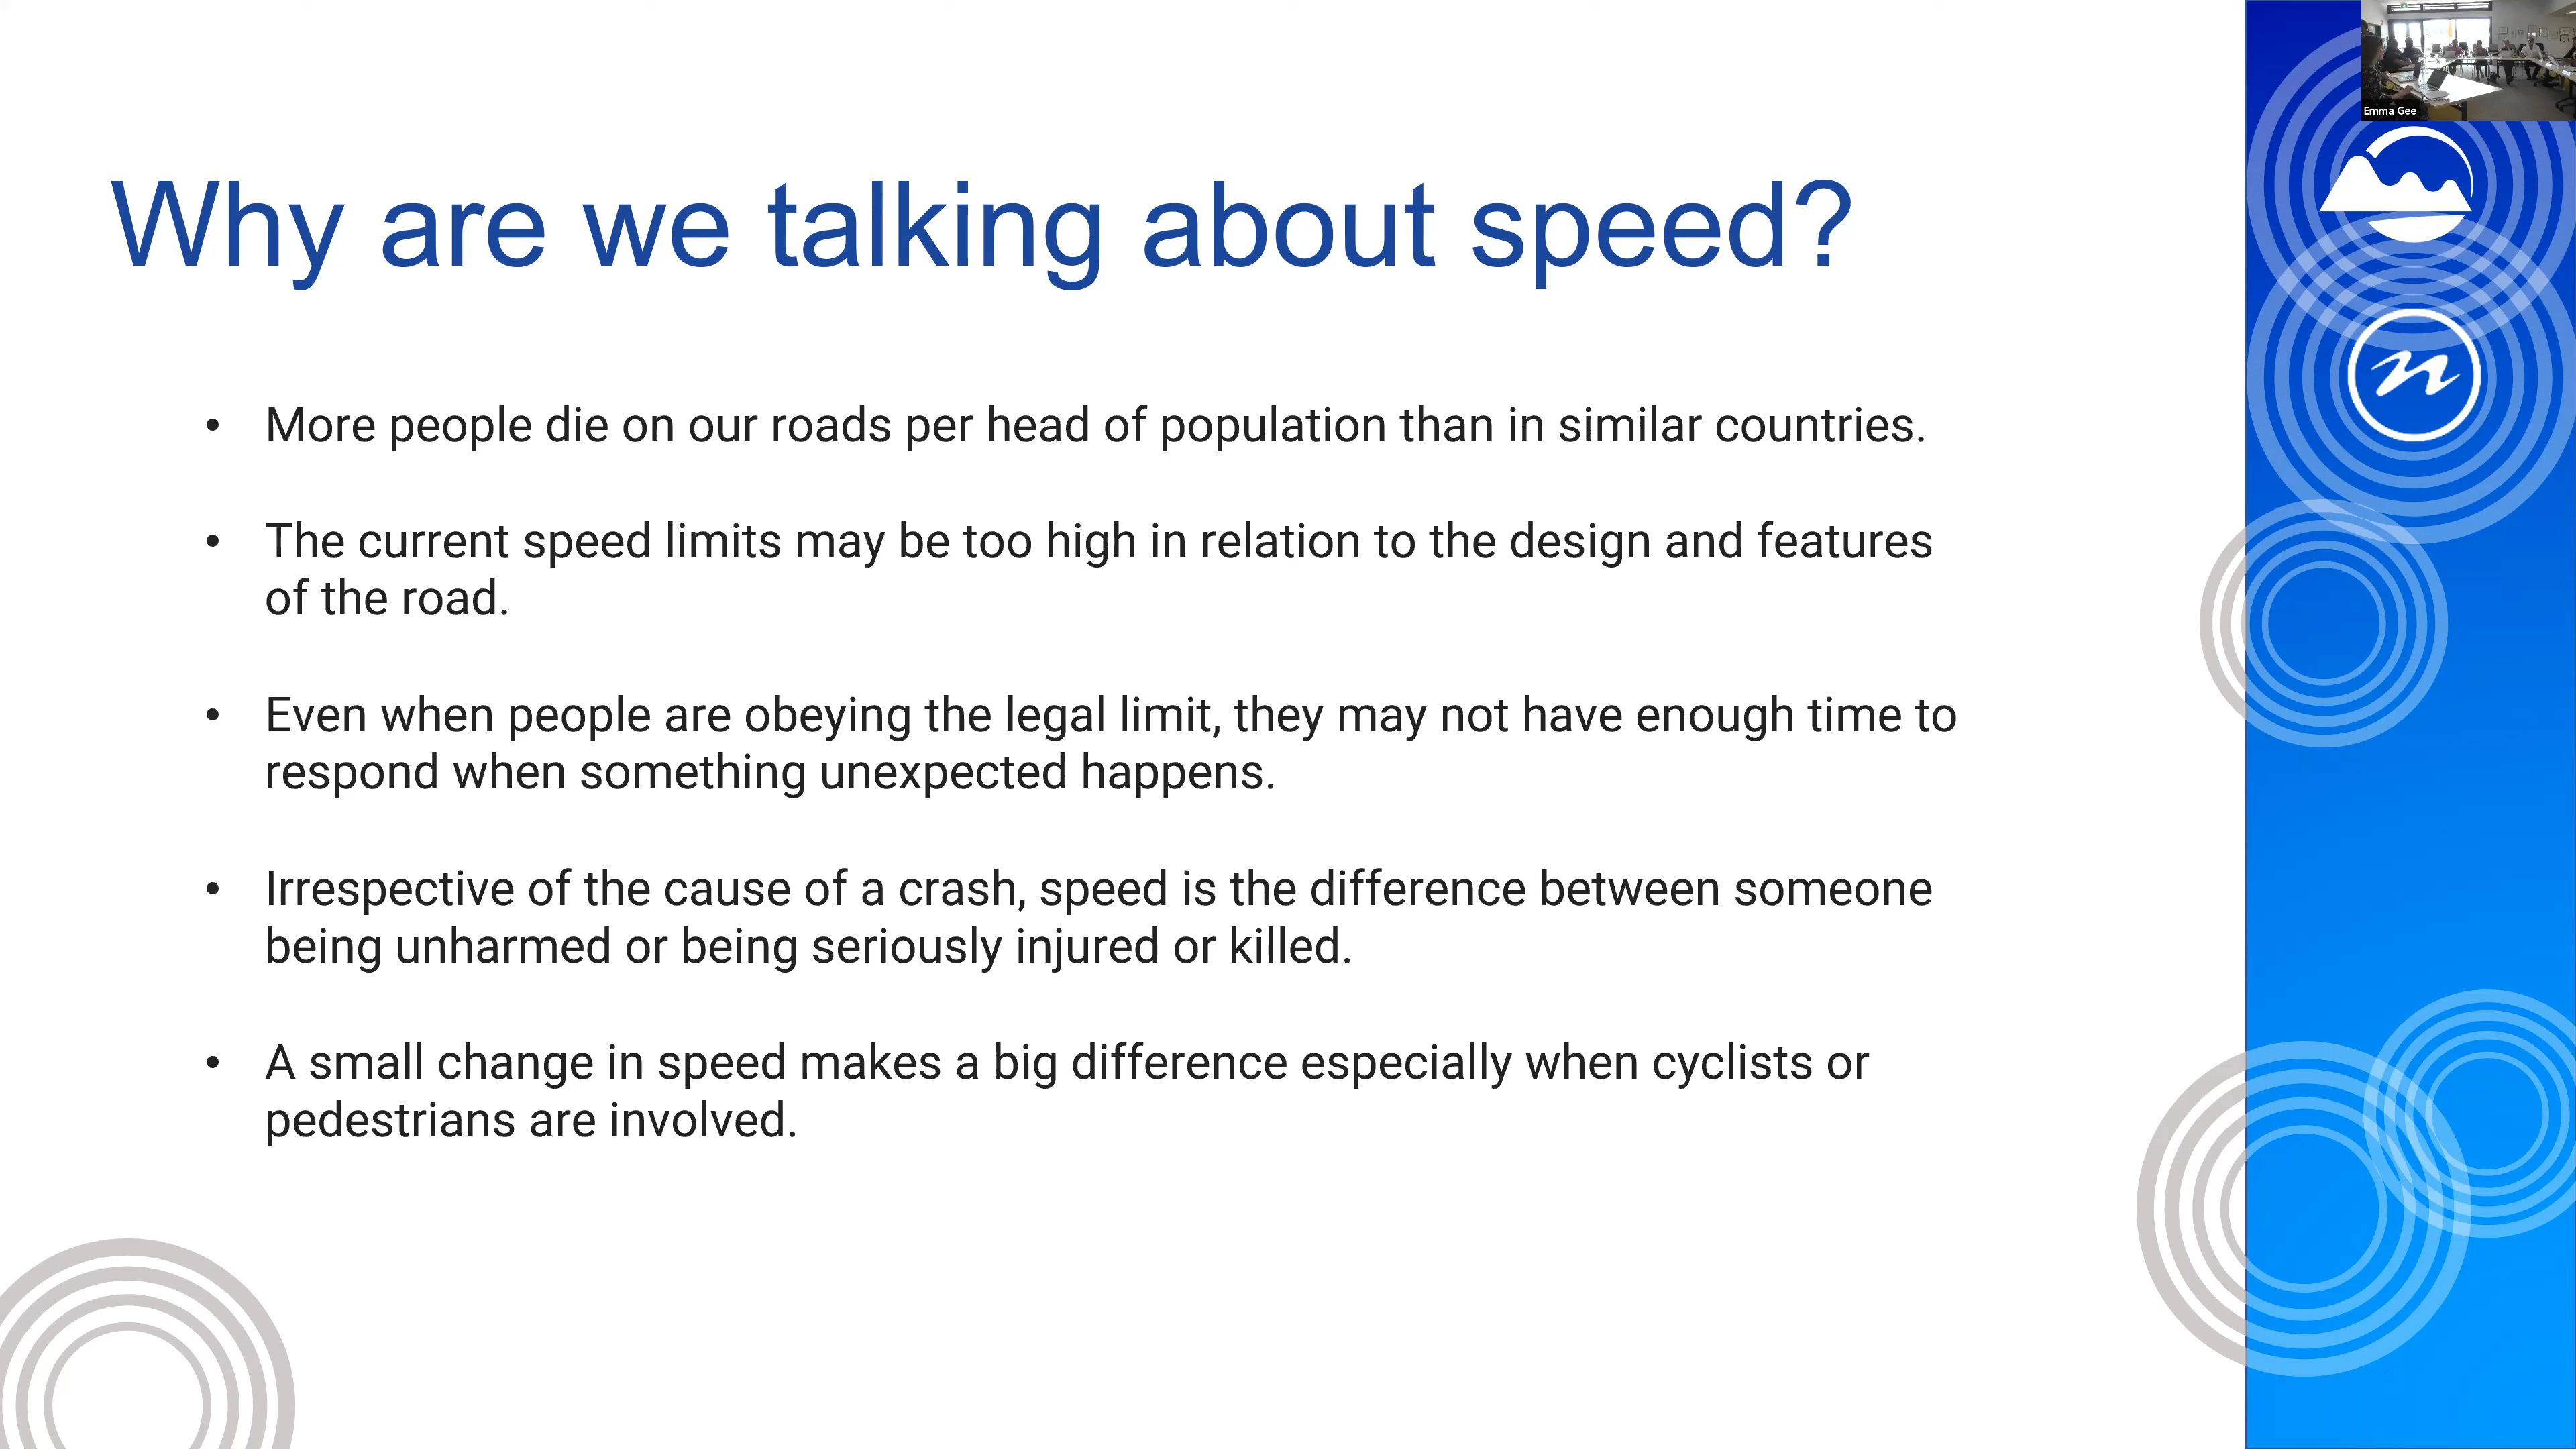 Emma Gee
Why are we talking about speed?
• More people die on our roads per head of population than in similar countries.
• The current speed limits may be too high in relation to the design and features
of the road.
• Even when people are obeying the legal limit, they may not have enough time to
respond when something unexpected happens.
• Irrespective of the cause of a crash, speed is the difference between someone
being unharmed or being seriously injured or killed.
• A small change in speed makes a big difference especially when cyclists or
pedestrians are involved.
n